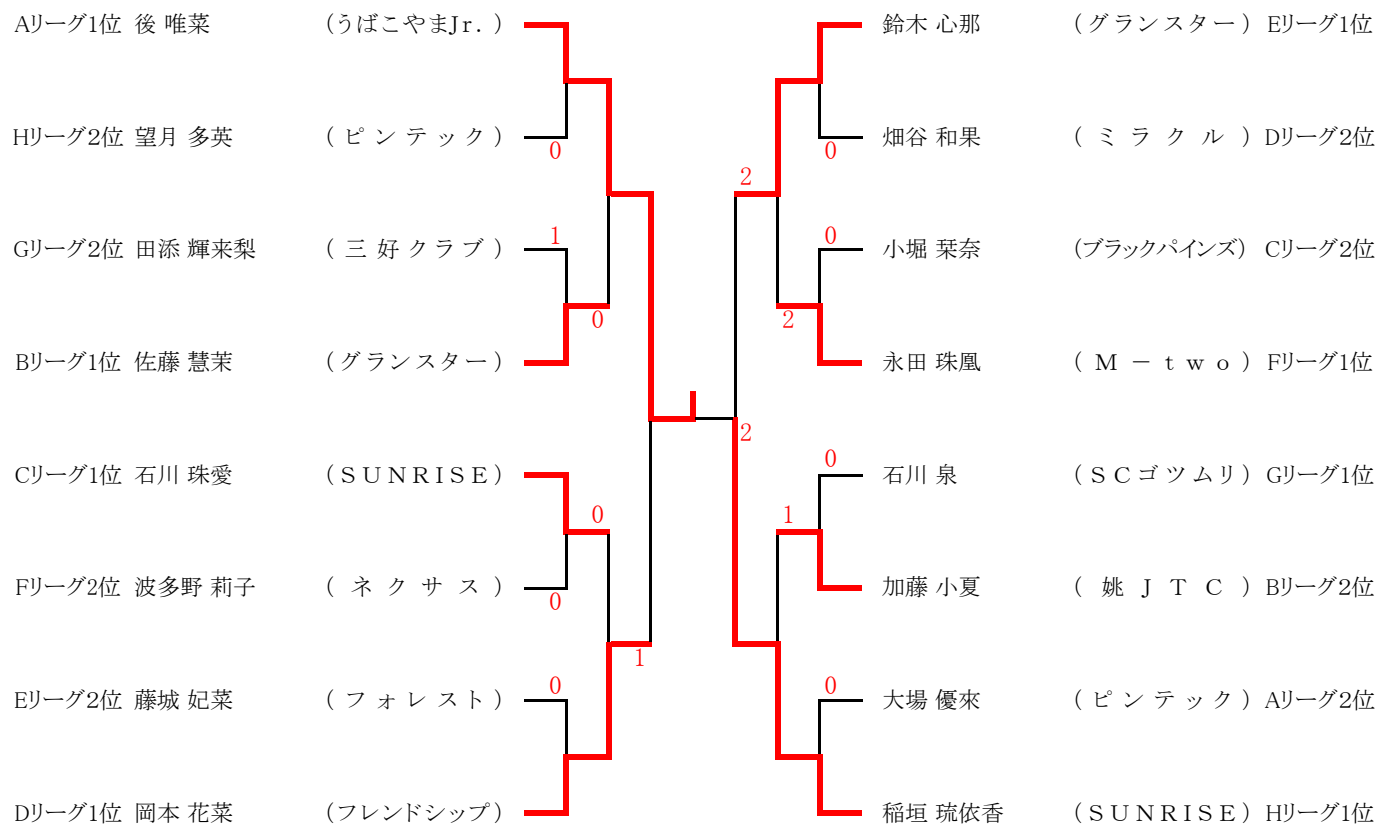 Aリーグ1位 後 唯菜 (うばこやまJr. ) 鈴木 心那 (グランスター) Eリーグ1位
Hリーグ2位 望月 多英 (ピンテック) 畑谷 和果 (ミラクル) Dリーグ2位
0 0
2
1 0
Gリーグ2位 田添 輝来梨 (三好クラブ) 小堀 栞奈 (ブラックパインズ) Cリーグ2位
0 2
Bリーグ1位 佐藤 慧茉 (グランスター) 永田 珠凰 (M－two) Fリーグ1位
2
0
Cリーグ1位 石川 珠愛 (SUNRISE) 石川 泉 (SCゴツムリ) Gリーグ1位
0 1
Fリーグ2位 波多野 莉子 (ネクサス) 加藤 小夏 (姚JTC) Bリーグ2位
0
1
0 0
Eリーグ2位 藤城 妃菜 (フォレスト) 大場 優來 (ピンテック) Aリーグ2位
Dリーグ1位 岡本 花菜 (フレンドシップ) 稲垣 琉依香 (SUNRISE) Hリーグ1位